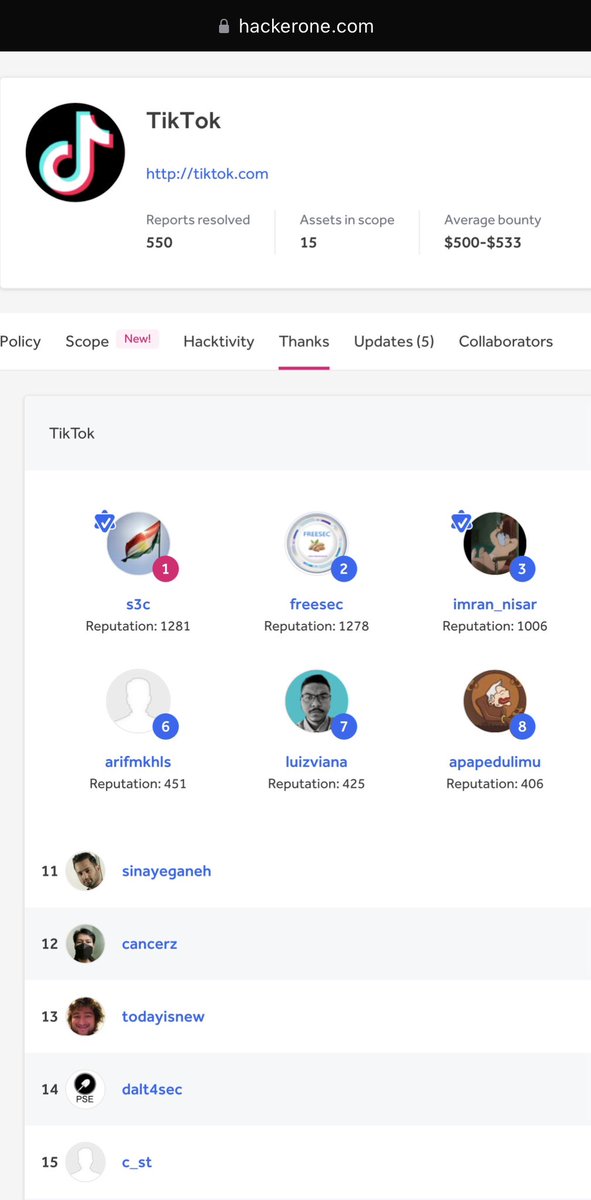 hackerone.com
TikTok
http://tiktok.com
Reports resolved Assets in scope Average bounty
550 15 $500-$533
Policy Scope New! Hacktivity Thanks Updates (5) Collaborators
TikTok
1 FREESEC 2 3
s3c freesec imran_nisar
Reputation: 1281 Reputation: 1278 Reputation: 1006
6 7 8
arifmkhls luizviana apapedulimu
Reputation: 451 Reputation: 425 Reputation: 406
11 sinayeganeh
12 cancerz
13 todayisnew
14 PSE dalt4sec
15 c_st